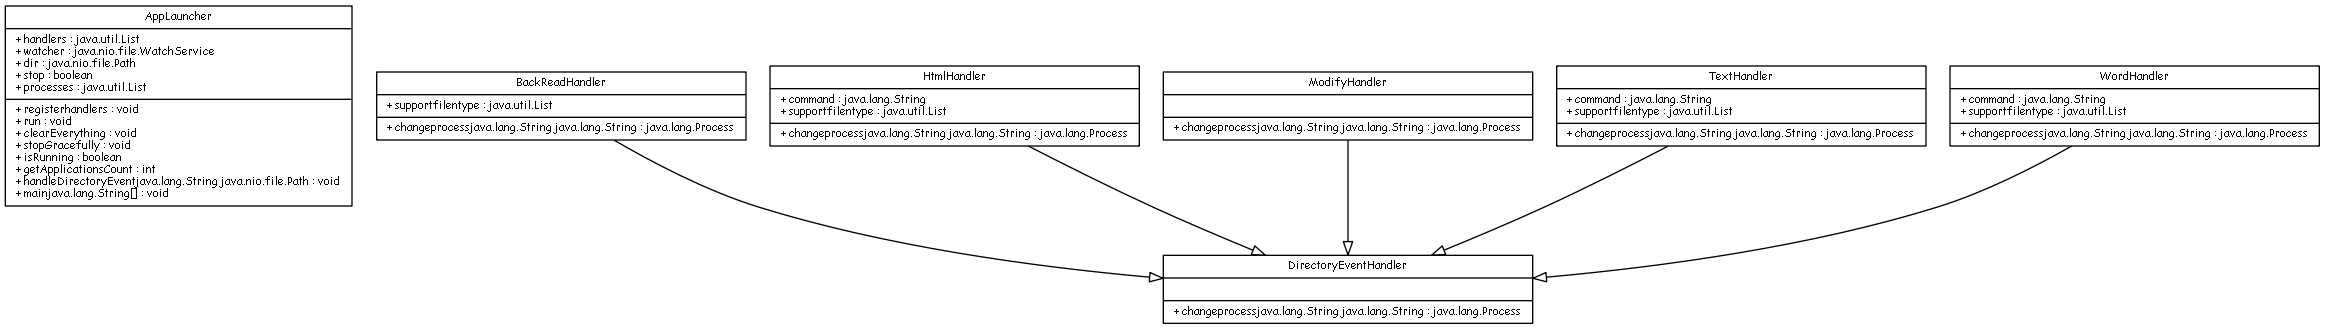 AppLauncher
+ handlers : java.util.List
+ watcher : java.nio.file.WatchService
+ dir : java.nio.file.Path
+ stop : boolean
+ processes : java.util.List
+ registerhandlers : void
+ run : void
+ clearEverything : void
+ stopGracefully : void
+ isRunning : boolean
+ getApplicationsCount : int
+ handleDirectoryEventjava.lang.String,java.nio.file.Path : void
+ mainjava.lang.String[] : void
BackReadHandler
+ supportfilentype : java.util.List
+ changeprocessjava.lang.String,java.lang.String : java.lang.Process
HtmlHandler
+ command : java.lang.String
+ supportfilentype : java.util.List
+ changeprocessjava.lang.String,java.lang.String : java.lang.Process
ModifyHandler
+ changeprocessjava.lang.String,java.lang.String : java.lang.Process
TextHandler
+ command : java.lang.String
+ supportfilentype : java.util.List
+ changeprocessjava.lang.String,java.lang.String : java.lang.Process
WordHandler
+ command : java.lang.String
+ supportfilentype : java.util.List
+ changeprocessjava.lang.String,java.lang.String : java.lang.Process
DirectoryEventHandler
+ changeprocessjava.lang.String,java.lang.String : java.lang.Process